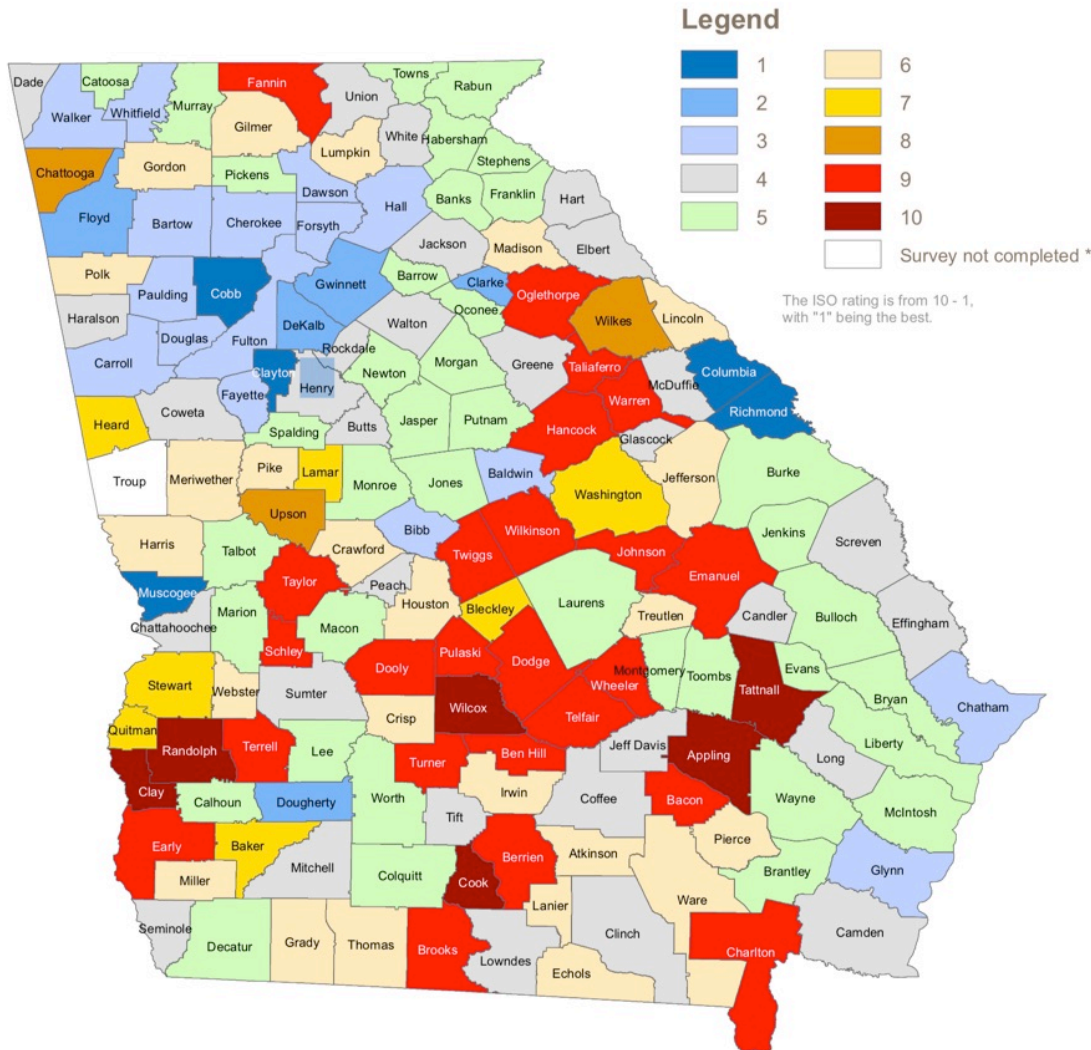 Legend
1
2
3
4
5
6
7
8
9
10
Survey not completed *
The ISO rating is from 10 - 1,
with "1" being the best.
Dade
Catoosa
Walker
Whitfield
Murray
Fannin
Gilmer
Union
Towns
Rabun
White
Habersham
Lumpkin
Stephens
Chattooga
Gordon
Pickens
Dawson
Banks
Franklin
Hart
Floyd
Bartow
Cherokee
Forsyth
Hall
Jackson
Madison
Elbert
Polk
Paulding
Cobb
Gwinnett
Barrow
Clarke
Oglethorpe
Wilkes
Lincoln
Oconee
Haralson
Douglas
Fulton
DeKalb
Walton
Rockdale
Morgan
Greene
Taliaferro
McDuffie
Columbia
Carroll
Clayton
Henry
Newton
Warren
Richmond
Fayette
Heard
Coweta
Butts
Jasper
Putnam
Hancock
Glascock
Spalding
Troup
Meriwether
Pike
Lamar
Monroe
Jones
Baldwin
Washington
Jefferson
Burke
Upson
Bibb
Wilkinson
Jenkins
Screven
Harris
Talbot
Crawford
Twiggs
Johnson
Emanuel
Muscogee
Taylor
Peach
Houston
Bleckley
Laurens
Treutlen
Candler
Bulloch
Effingham
Chattahoochee
Marion
Macon
Schley
Dooly
Pulaski
Dodge
Wheeler
Montgomery
Toombs
Tattnall
Evans
Bryan
Chatham
Stewart
Webster
Sumter
Wilcox
Telfair
Crisp
Quitman
Randolph
Terrell
Lee
Turner
Ben Hill
Jeff Davis
Appling
Long
Liberty
Clay
Calhoun
Dougherty
Worth
Irwin
Coffee
Bacon
Wayne
McIntosh
Tift
Early
Baker
Mitchell
Berrien
Atkinson
Pierce
Miller
Colquitt
Cook
Brantley
Glynn
Lanier
Ware
Seminole
Decatur
Grady
Thomas
Brooks
Lowndes
Clinch
Charlton
Camden
Echols